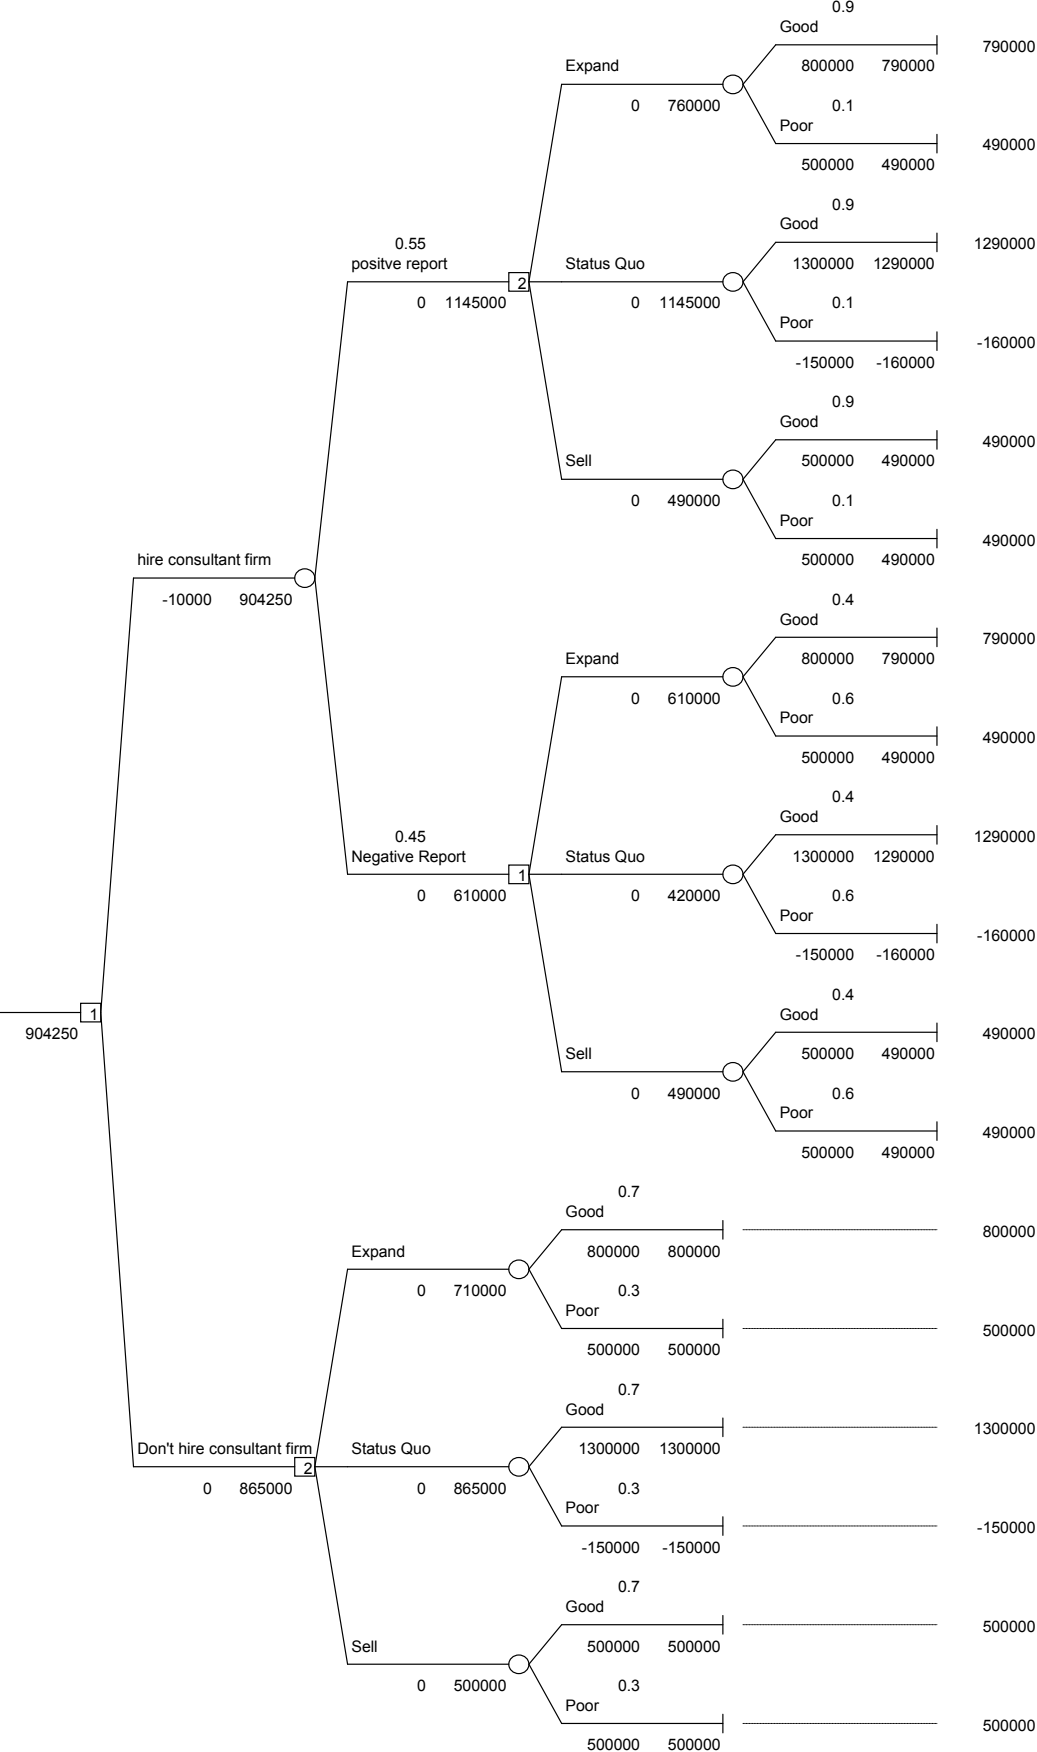 0.9
Good
790000
800000 790000
Expand
0 760000
0.1
Poor
490000
500000 490000
0.9
Good
1290000
1300000 1290000
0.55
positve report
0 1145000
2
Status Quo
0 1145000
0.1
Poor
-160000
-150000 -160000
0.9
Good
490000
500000 490000
Sell
0 490000
0.1
Poor
490000
500000 490000
hire consultant firm
-10000 904250
0.4
Good
790000
800000 790000
Expand
0 610000
0.6
Poor
490000
500000 490000
0.4
Good
1290000
1300000 1290000
0.45
Negative Report
0 610000
1
Status Quo
0 420000
0.6
Poor
-160000
-150000 -160000
0.4
Good
490000
500000 490000
1
904250
Sell
0 490000
0.6
Poor
490000
500000 490000
0.7
Good
800000
800000 800000
Expand
0 710000
0.3
Poor
500000
500000 500000
0.7
Good
1300000
1300000 1300000
Don't hire consultant firm
0 865000
2
Status Quo
0 865000
0.3
Poor
-150000
-150000 -150000
0.7
Good
500000
500000 500000
Sell
0 500000
0.3
Poor
500000
500000 500000